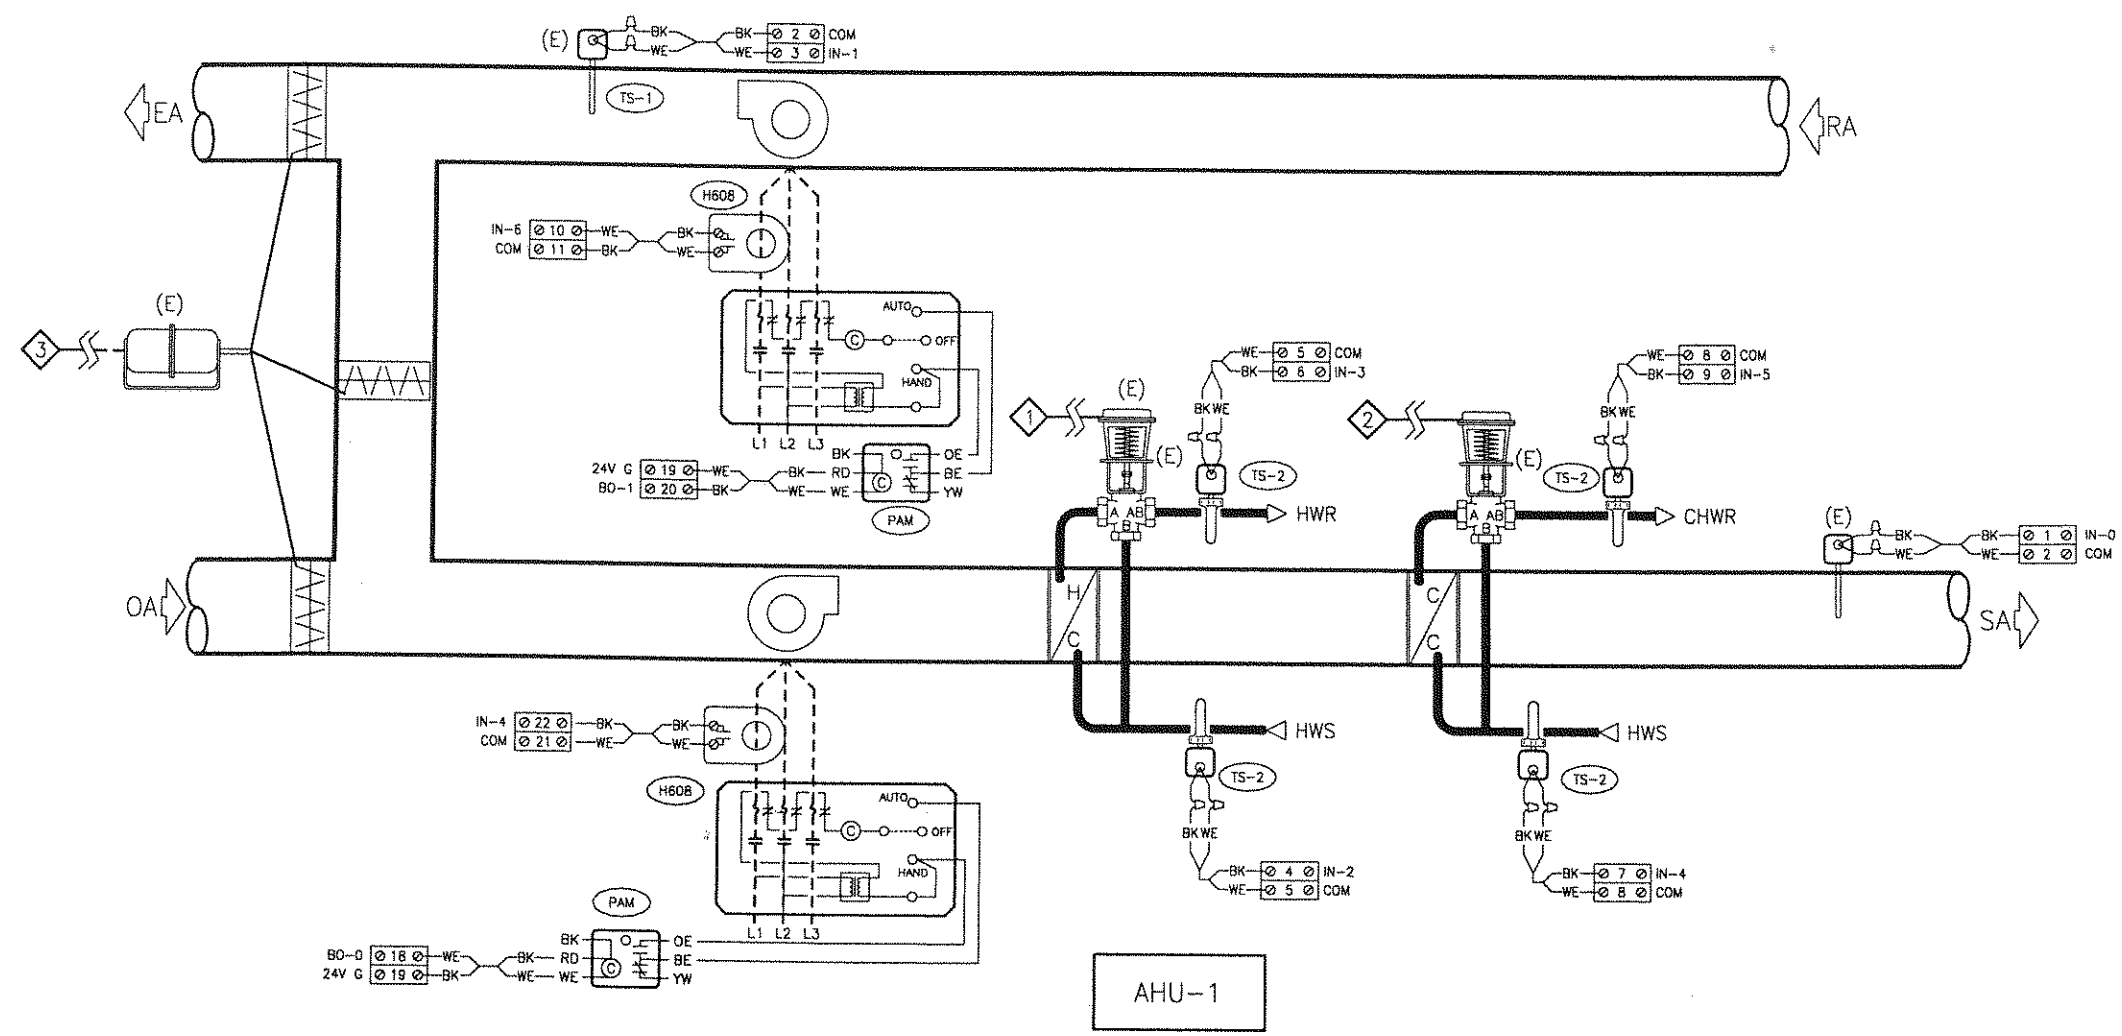 (E)
BK BK 2 COM
WE WE 3 IN-1
TS-1
EA
RA
H608
IN-6 10 WE BK
COM 11 BK WE
(E)
3
AUTO
C OFF
HAND
L1 L2 L3
24V G 19 WE BK RD BK OE
BO-1 20 BK WE WE C BE
YW
PAM
1
(E)
(E)
WE 5 COM
BK 6 IN-3
BK WE
TS-2
A AB
B
HWR
2
(E)
WE 8 COM
BK 9 IN-5
BK WE
TS-2
A AB
B
CHWR
(E)
BK BK 1 IN-0
WE WE 2 COM
OA
H
C
C
C
SA
IN-4 22 BK BK
COM 21 WE WE
H608
HWS
TS-2
BK WE
BK 4 IN-2
WE 5 COM
HWS
TS-2
BK WE
BK 7 IN-4
WE 8 COM
AUTO
C OFF
HAND
L1 L2 L3
PAM
BK OE
BO-0 18 WE BK RD BE
24V G 19 BK WE WE C YW
AHU-1